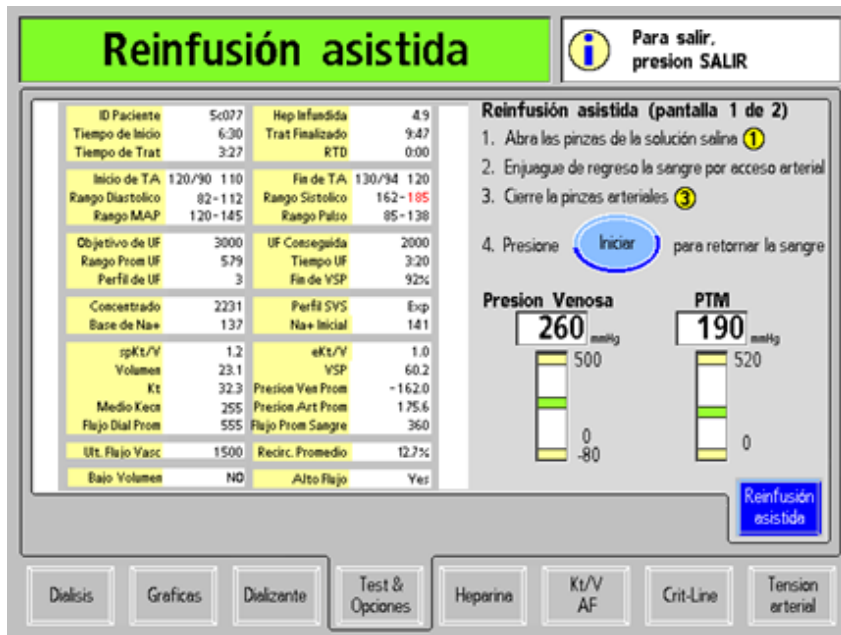 Reinfusión asistida
Para salir,
presion SALIR
ID Paciente 5c077 Hep Infundida 4.9
Tiempo de Inicio 6:30 Trat Finalizado 9:47
Tiempo de Trat 3:27 RTD 0:00
Inicio de TA 120/90 110 Fin de TA 130/94 120
Rango Diastolico 82-112 Rango Sistolico 162-185
Rango MAP 120-145 Rango Pulso 85-138
Objetivo de UF 3000 UF Conseguida 2000
Rango Prom UF 579 Tiempo UF 3:20
Perfil de UF 3 Fin de VSP 92%
Concentrado 2231 Perfil SVS Exp
Base de Na+ 137 Na+ Inicial 141
spKt/V 1.2 eKt/V 1.0
Volumen 23.1 VSP 60.2
Kt 32.3 Presion Ven Prom -162.0
Medio Kecn 255 Presion Art Prom 175.6
Flujo Dial Prom 555 Flujo Prom Sangre 360
Ult. Flujo Vasc 1500 Recirc. Promedio 12.7%
Bajo Volumen NO Alto Flujo Yes
Reinfusión asistida (pantalla 1 de 2)
1. Abra las pinzas de la solución salina 1
2. Enjuague de regreso la sangre por acceso arterial
3. Cierre la pinzas arteriales 3
4. Presione Iniciar para retornar la sangre
Presion Venosa PTM
260 mmHg 190 mmHg
500 520
0 0
-80
Reinfusión
asistida
Dialisis Graficas Dializante Test &
Opciones Heparina Kt/V
AF Crit-Line Tension
arterial